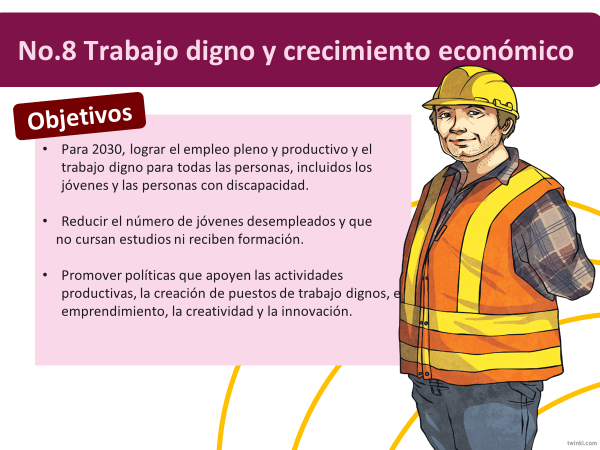 No.8 Trabajo digno y crecimiento económico
Objetivos
• Para 2030, lograr el empleo pleno y productivo y el
trabajo digno para todas las personas, incluidos los
jóvenes y las personas con discapacidad.
• Reducir el número de jóvenes desempleados y que
no cursan estudios ni reciben formación.
• Promover políticas que apoyen las actividades
productivas, la creación de puestos de trabajo dignos, e
emprendimiento, la creatividad y la innovación.
twinkl.com